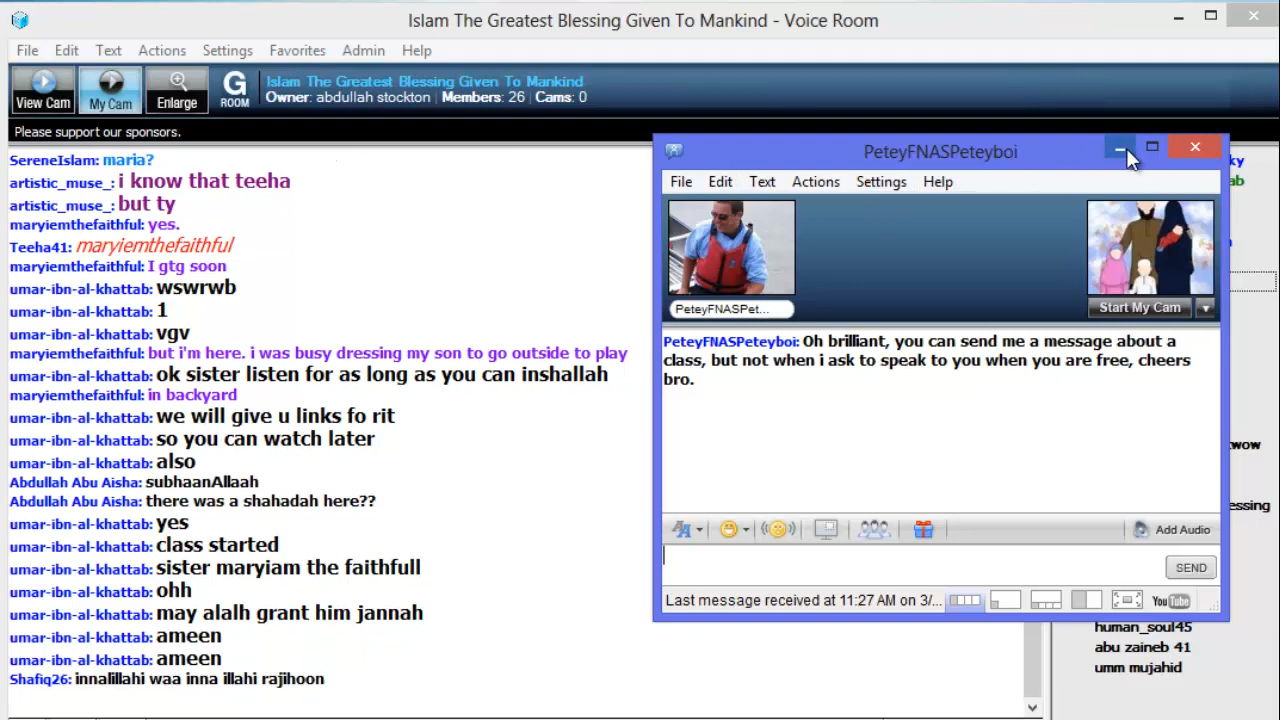 Islam The Greatest Blessing Given To Mankind - Voice Room
File Edit Text Actions Settings Favorites Admin Help
View Cam
My Cam
Enlarge
G
ROOM
Islam The Greatest Blessing Given To Mankind
Owner: abdullah stockton | Members: 26 | Cams: 0
Please support our sponsors.
SereneIslam: maria?
artistic_muse_: i know that teeha
artistic_muse_: but ty
maryiemthefaithful: yes.
Teeha41: maryiemthefaithful
maryiemthefaithful: I gtg soon
umar-ibn-al-khattab: wswrwb
umar-ibn-al-khattab: 1
umar-ibn-al-khattab: vgv
maryiemthefaithful: but i'm here. i was busy dressing my son to go outside to play
umar-ibn-al-khattab: ok sister listen for as long as you can inshallah
maryiemthefaithful: in backyard
umar-ibn-al-khattab: we will give u links fo rit
umar-ibn-al-khattab: so you can watch later
umar-ibn-al-khattab: also
Abdullah Abu Aisha: subhaanAllaah
Abdullah Abu Aisha: there was a shahadah here??
umar-ibn-al-khattab: yes
umar-ibn-al-khattab: class started
umar-ibn-al-khattab: sister maryiam the faithfull
umar-ibn-al-khattab: ohh
umar-ibn-al-khattab: may alalh grant him jannah
umar-ibn-al-khattab: ameen
umar-ibn-al-khattab: ameen
Shafiq26: innalillahi waa inna illahi rajihoon
PeteyFNASPeteyboi
File Edit Text Actions Settings Help
PeteyFNASPet...
Start My Cam
PeteyFNASPeteyboi: Oh brilliant, you can send me a message about a
class, but not when i ask to speak to you when you are free, cheers
bro.
Add Audio
SEND
Last message received at 11:27 AM on 3/...
YouTube
ky
ab
wow
essing
human_soul45
abu zaineb 41
umm mujahid